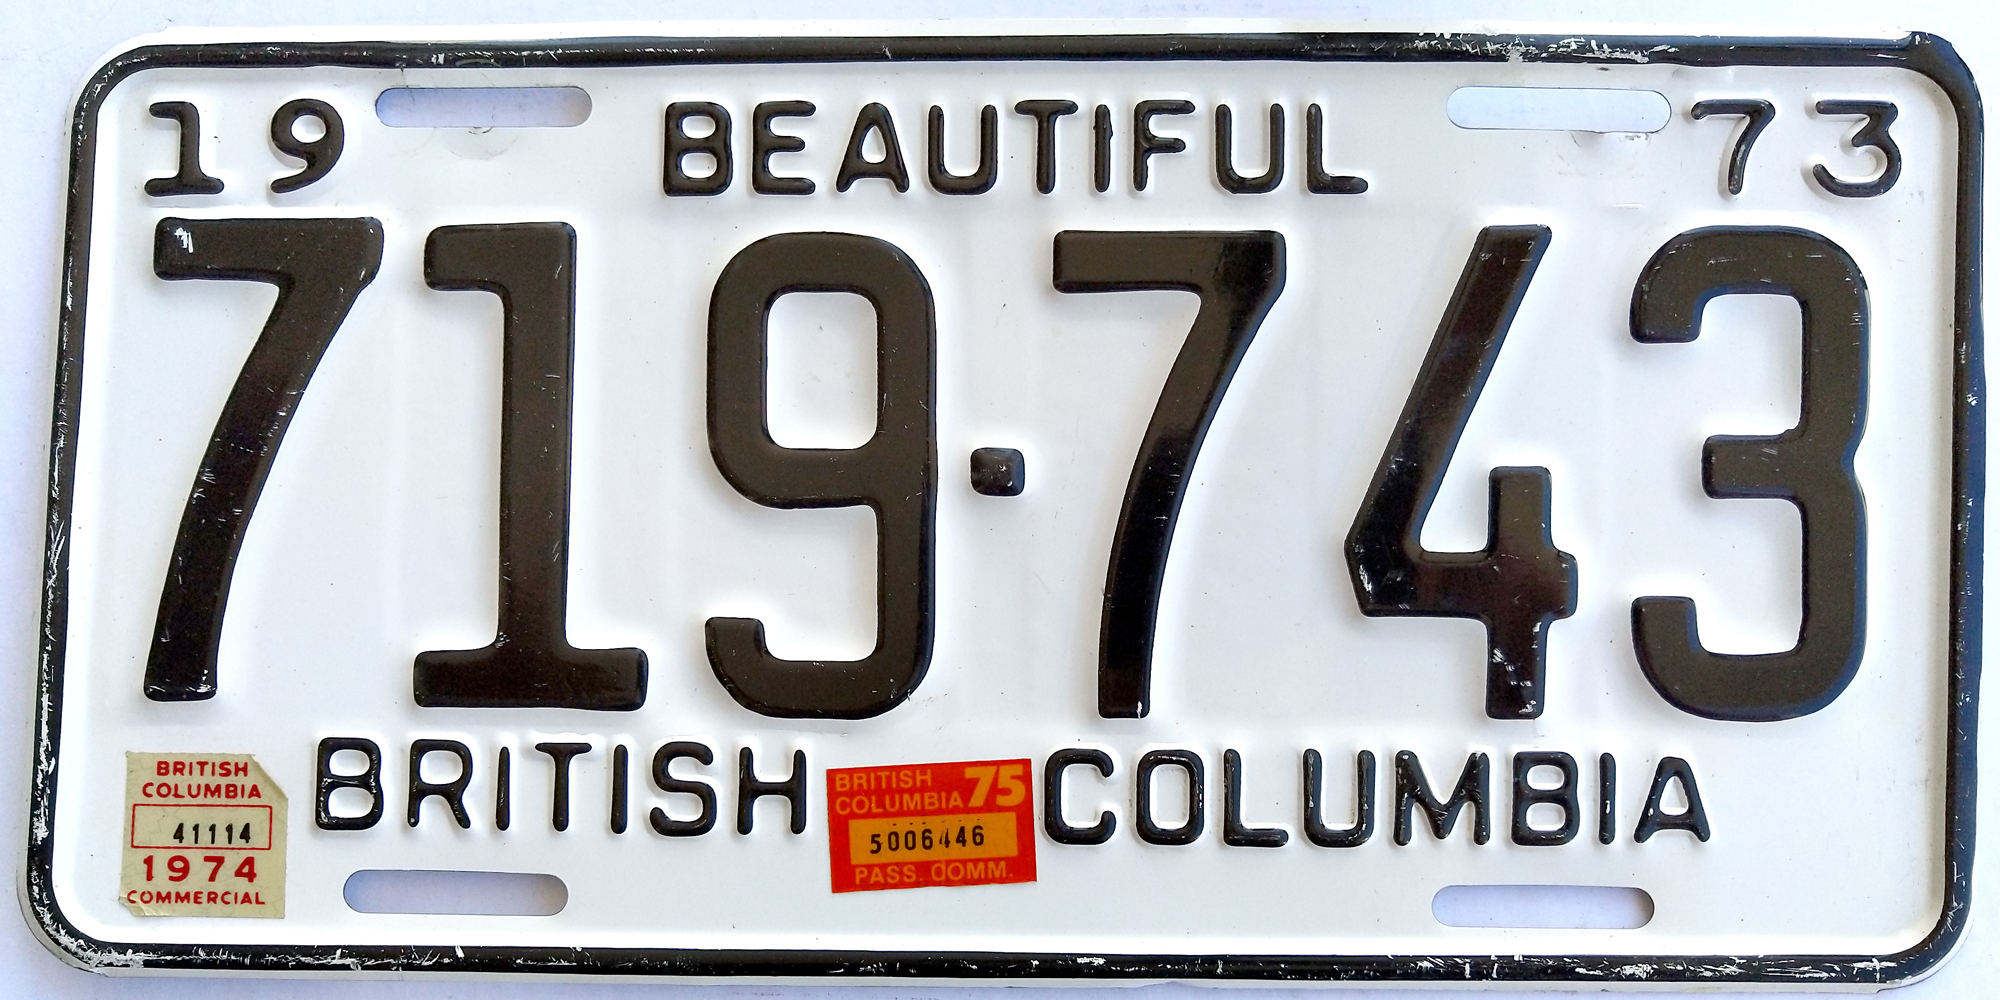 19 BEAUTIFUL 73
719·743
BRITISH COLUMBIA
BRITISH
COLUMBIA
41114
1974
COMMERCIAL
BRITISH
COLUMBIA 75
5006446
PASS. COMM.